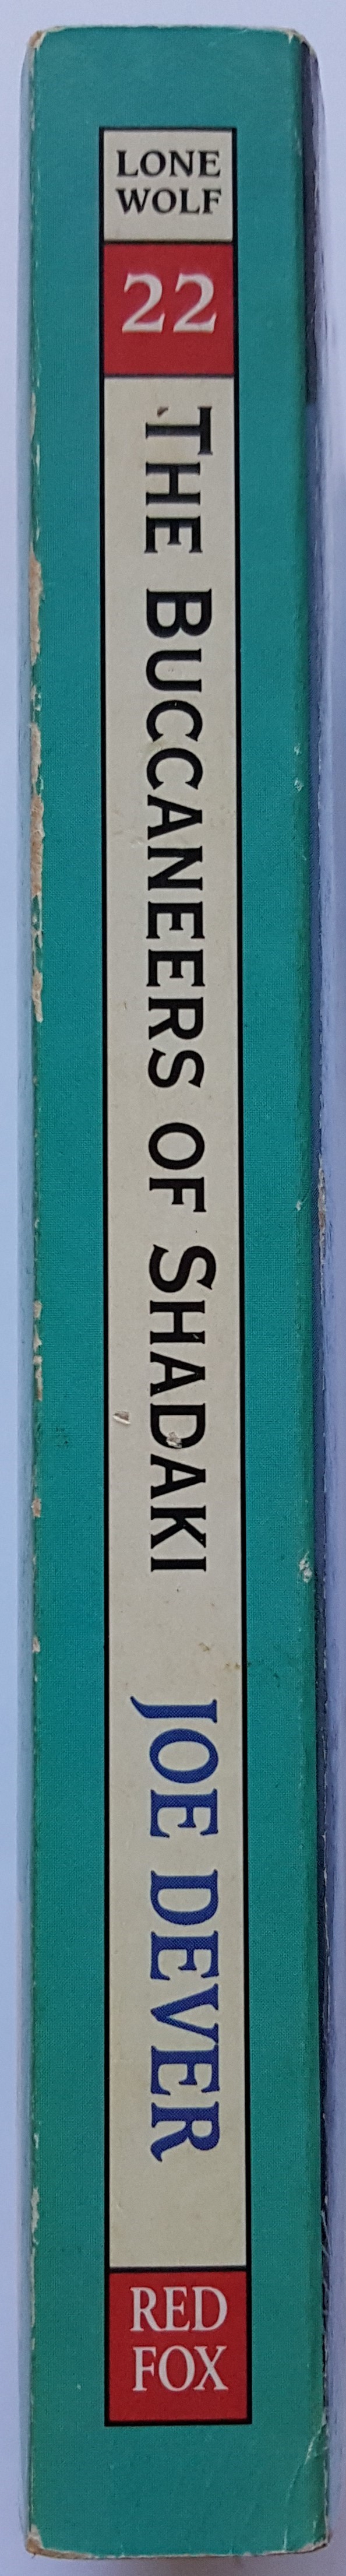 LONE
WOLF
22
THE BUCCANEERS OF SHADAKI
JOE DEVER
RED
FOX